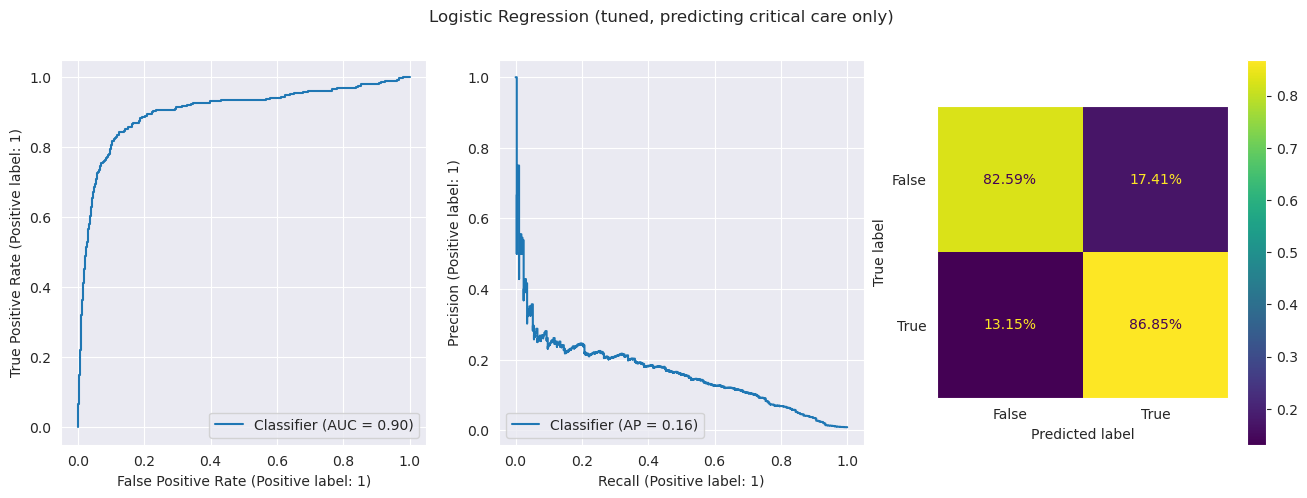 Logistic Regression (tuned, predicting critical care only)
True Positive Rate (Positive label: 1)
1.0
0.8
0.6
0.4
0.2
0.0
Classifier (AUC = 0.90)
0.0 0.2 0.4 0.6 0.8 1.0
False Positive Rate (Positive label: 1)
Precision (Positive label: 1)
1.0
0.8
0.6
0.4
0.2
0.0
Classifier (AP = 0.16)
0.0 0.2 0.4 0.6 0.8 1.0
Recall (Positive label: 1)
True label
False
82.59% 17.41%
True
13.15% 86.85%
False True
Predicted label
0.8
0.7
0.6
0.5
0.4
0.3
0.2